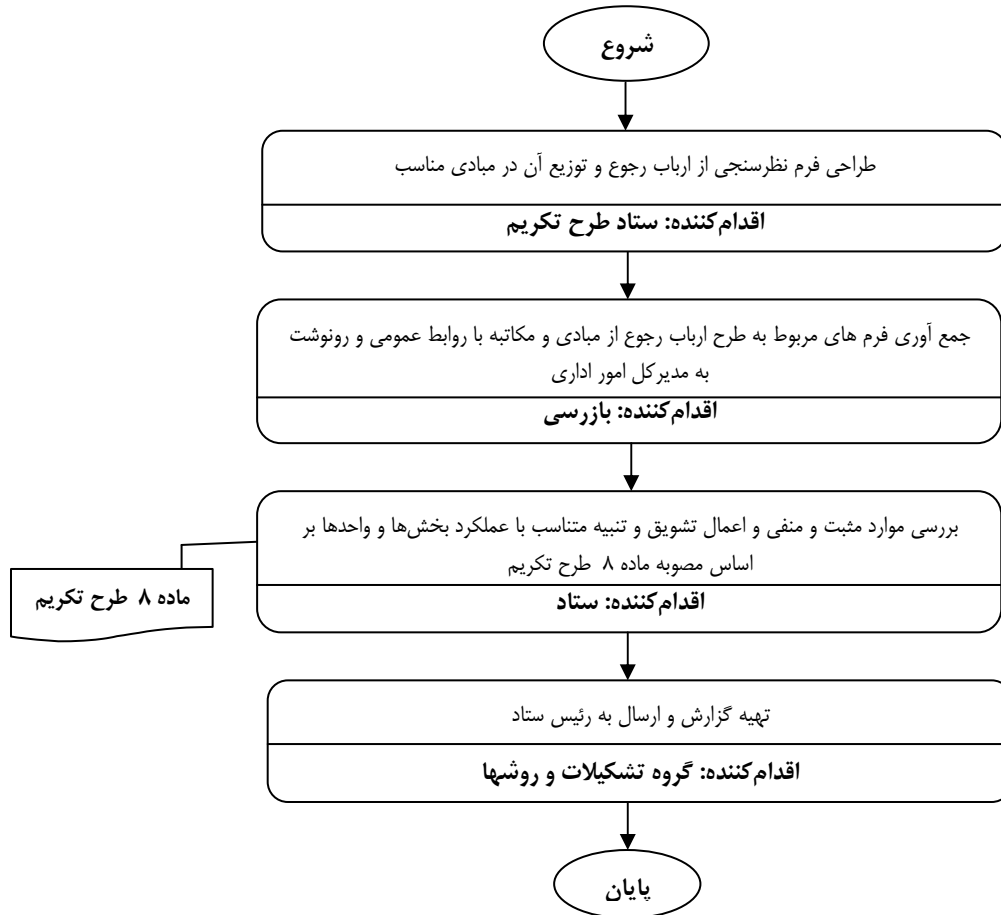 شروع
طراحی فرم نظرسنجی از ارباب رجوع و توزیع آن در مبادی مناسب
اقدام‌کننده: ستاد طرح تکریم
جمع آوری فرم های مربوط به طرح ارباب رجوع از مبادی و مکاتبه با روابط عمومی و رونوشت
به مدیرکل امور اداری
اقدام‌کننده: بازرسی
بررسی موارد مثبت و منفی و اعمال تشویق و تنبیه متناسب با عملکرد بخش‌ها و واحدها بر
اساس مصوبه ماده ۸ طرح تکریم
اقدام‌کننده: ستاد
ماده ۸ طرح تکریم
تهیه گزارش و ارسال به رئیس ستاد
اقدام‌کننده: گروه تشکیلات و روشها
پایان